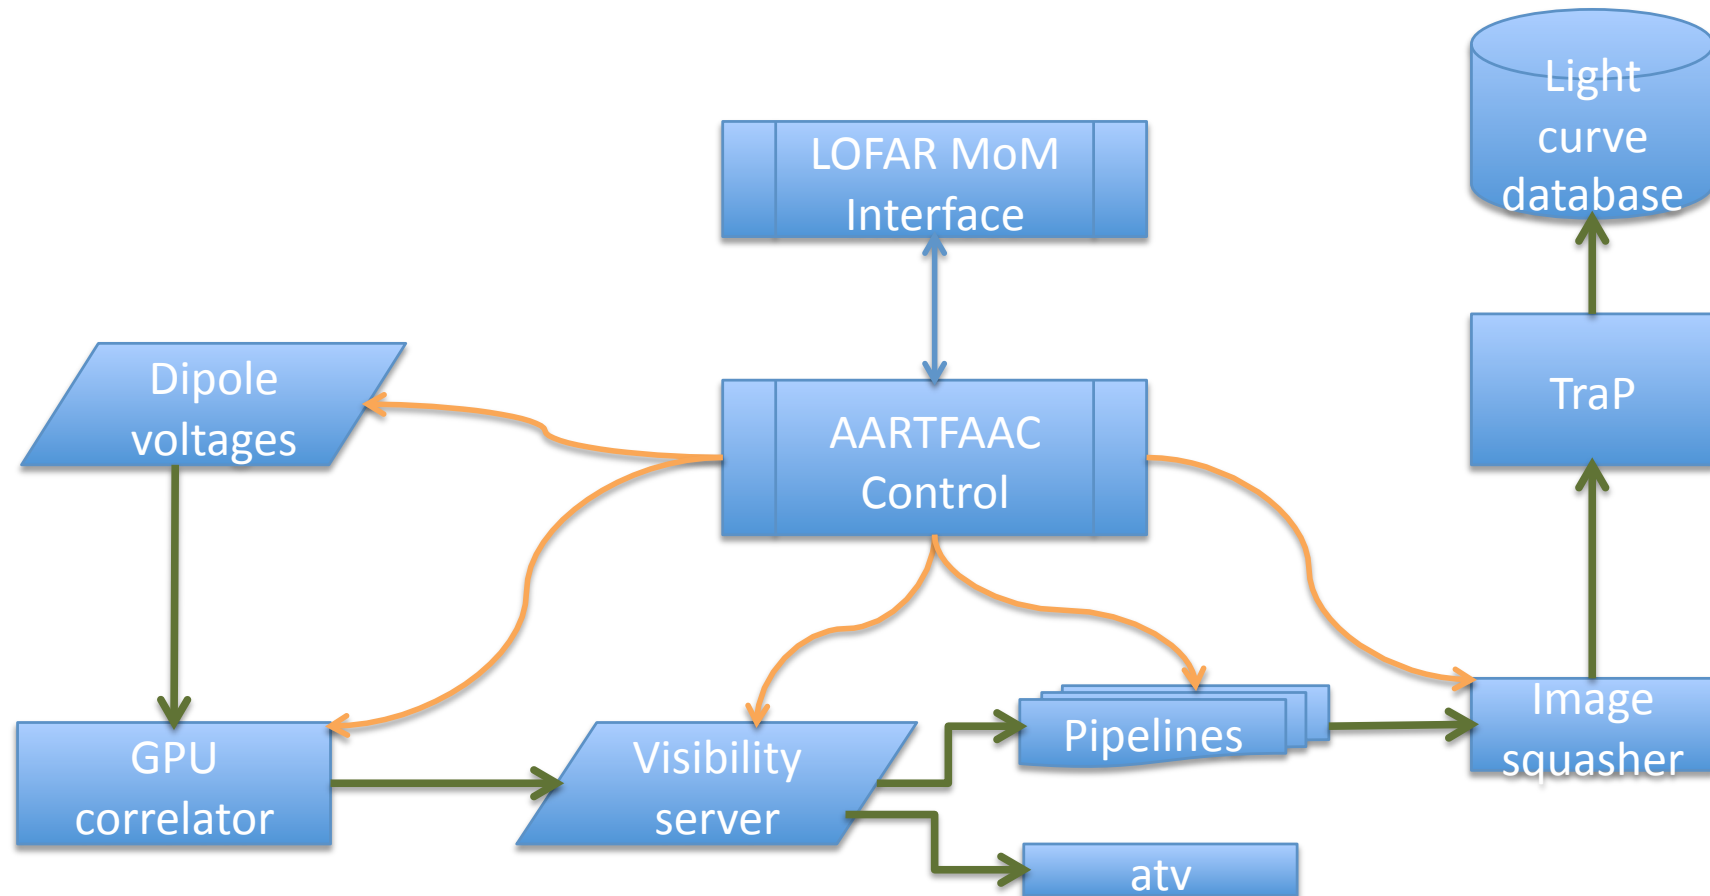 Light
curve
database
LOFAR MoM
Interface
Dipole
voltages
AARTFAAC
Control
TraP
GPU
correlator
Visibility
server
Pipelines
Image
squasher
atv